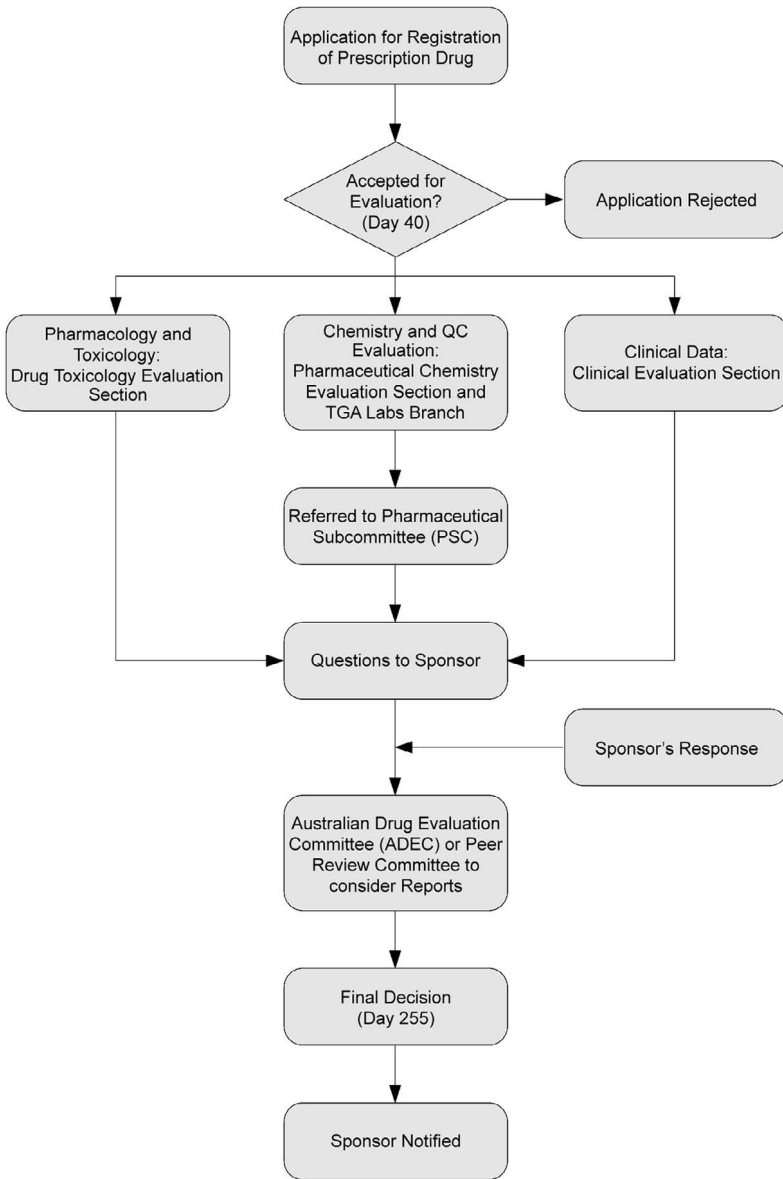 Application for Registration
of Prescription Drug
Accepted for
Evaluation?
(Day 40)
Application Rejected
Pharmacology and
Toxicology:
Drug Toxicology Evaluation
Section
Chemistry and QC
Evaluation:
Pharmaceutical Chemistry
Evaluation Section and
TGA Labs Branch
Clinical Data:
Clinical Evaluation Section
Referred to Pharmaceutical
Subcommittee (PSC)
Questions to Sponsor
Sponsor’s Response
Australian Drug Evaluation
Committee (ADEC) or Peer
Review Committee to
consider Reports
Final Decision
(Day 255)
Sponsor Notified